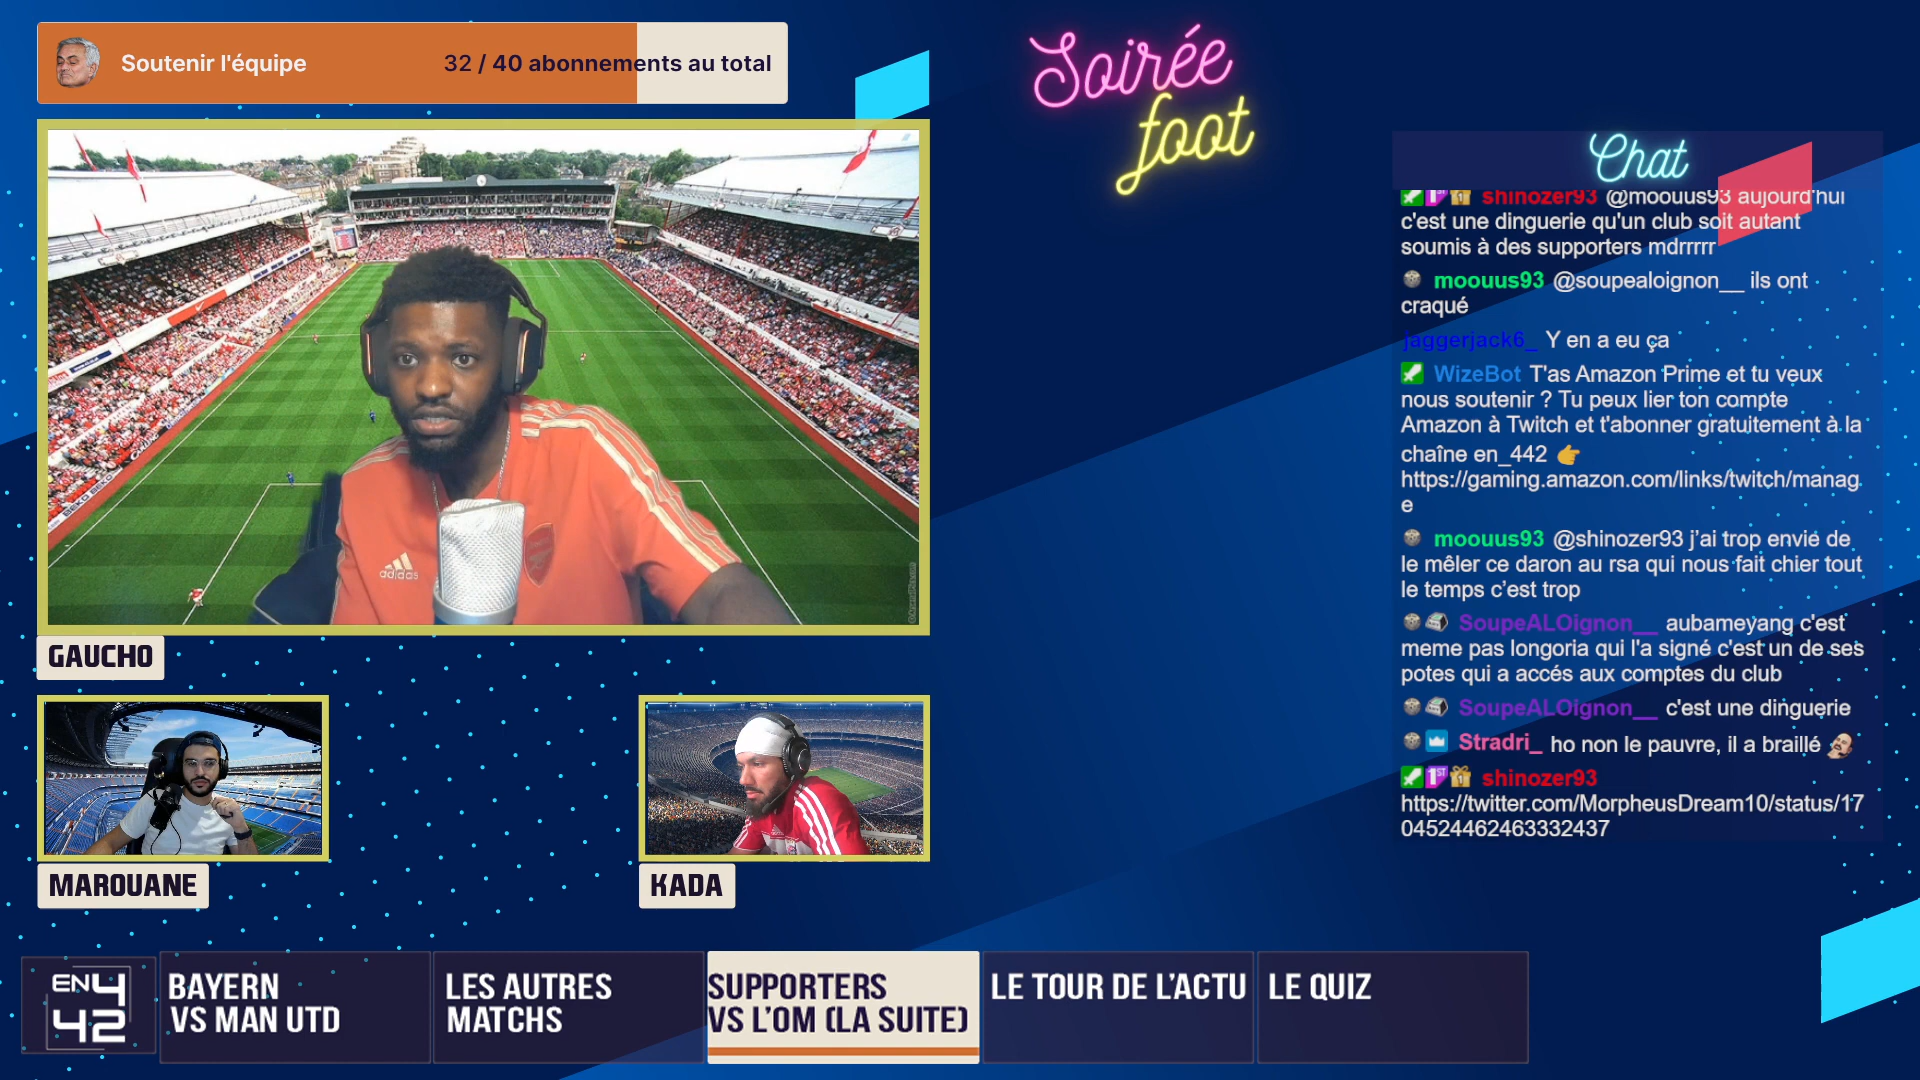 Soutenir l'équipe
32 / 40 abonnements au total
Soirée
foot
Chat
shinozer93 @moouus93 aujourd'hui
c'est une dinguerie qu'un club soit autant
soumis à des supporters mdrrrrr
moouus93 @soupealoignon__ ils ont
craqué
jaggerjack6_ Y en a eu ça
WizeBot T'as Amazon Prime et tu veux
nous soutenir ? Tu peux lier ton compte
Amazon à Twitch et t'abonner gratuitement à la
chaîne en_442 👉
https://gaming.amazon.com/links/twitch/manag
e
moouus93 @shinozer93 j'ai trop envie de
le mêler ce daron au rsa qui nous fait chier tout
le temps c’est trop
SoupeALOignon__ aubameyang c'est
meme pas longoria qui l'a signé c'est un de ses
potes qui a accés aux comptes du club
SoupeALOignon__ c'est une dinguerie
Stradri_ ho non le pauvre, il a braillé
shinozer93
https://twitter.com/MorpheusDream10/status/17
04524462463332437
adidas
GAUCHO
MAROUANE
KADA
EN 4
42
BAYERN
VS MAN UTD
LES AUTRES
MATCHS
SUPPORTERS
VS L'OM (LA SUITE)
LE TOUR DE L'ACTU
LE QUIZ